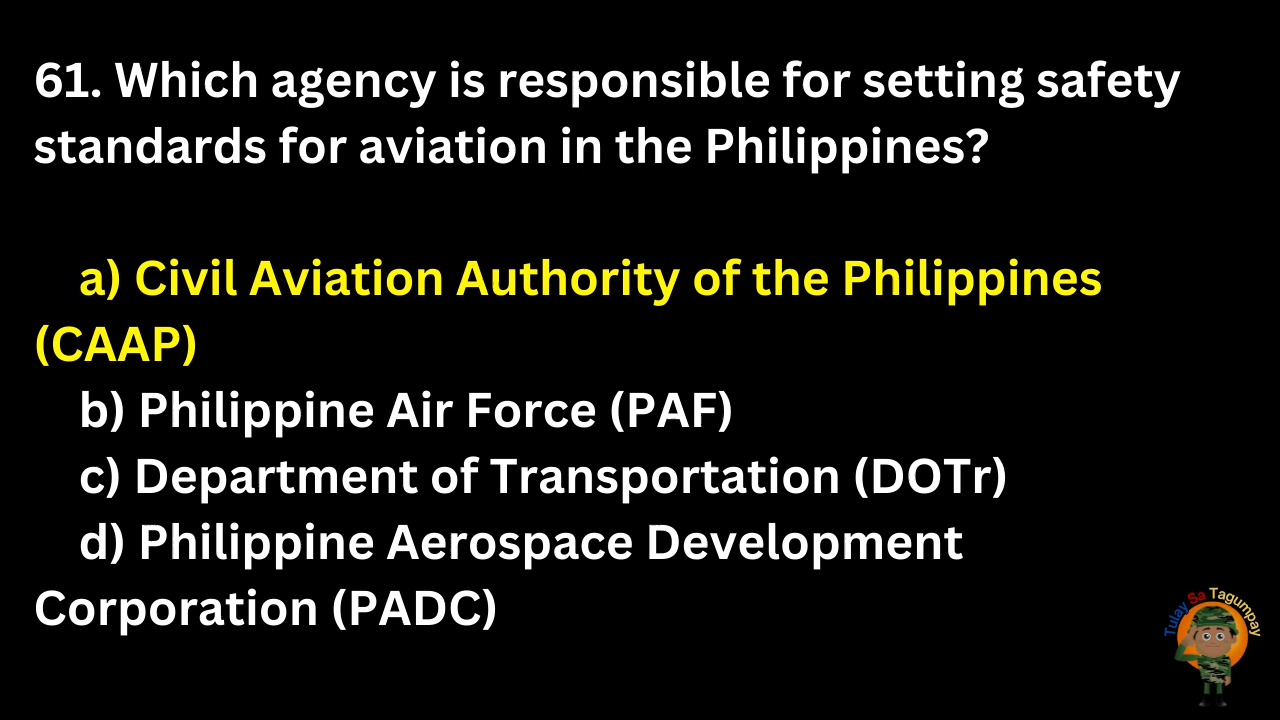 61. Which agency is responsible for setting safety
standards for aviation in the Philippines?
a) Civil Aviation Authority of the Philippines
(CAAP)
b) Philippine Air Force (PAF)
c) Department of Transportation (DOTr)
d) Philippine Aerospace Development
Corporation (PADC)
Tulay Sa Tagumpay